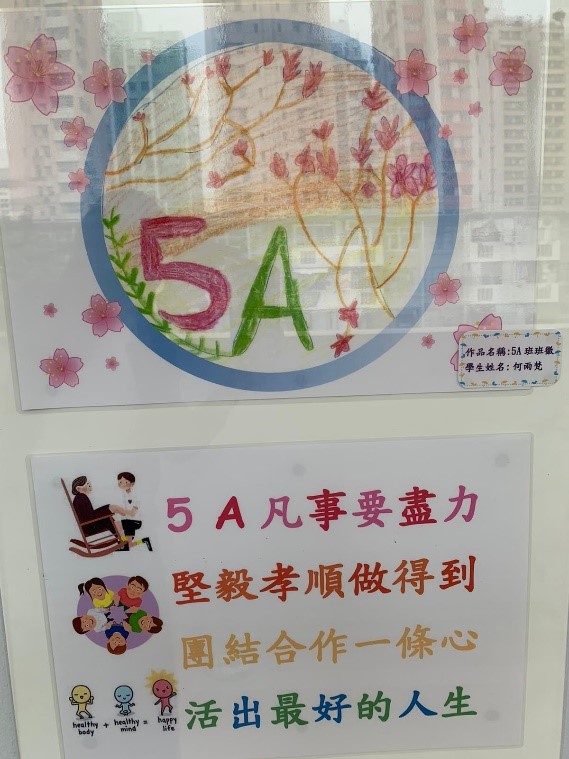 5A
作品名稱:5A 班班徽
學生姓名: 何雨梵
5 A 凡事要盡力
堅毅孝順做得到
團結合作一條心
活出最好的人生
healthy body + healthy mind = happy life